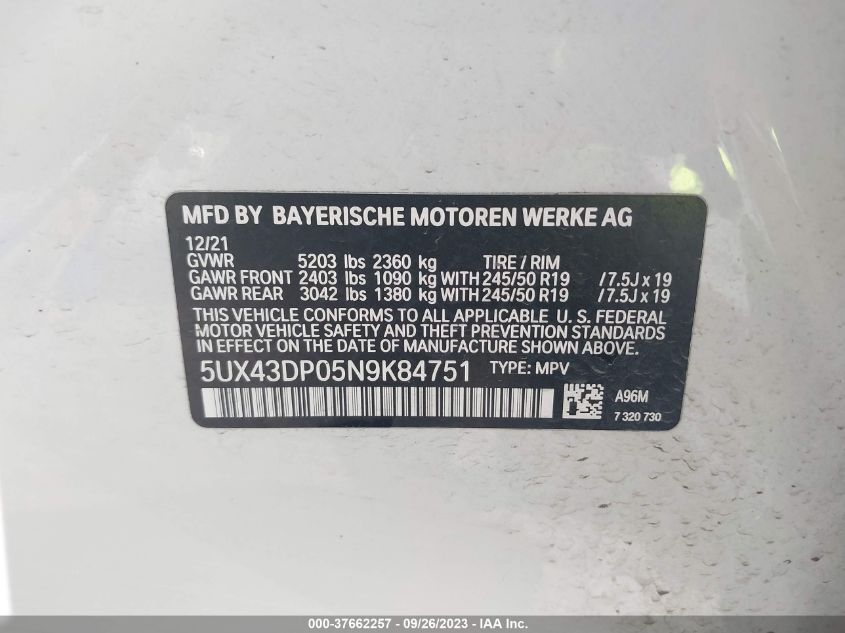 MFD BY BAYERISCHE MOTOREN WERKE AG
12/21
GVWR 5203 lbs 2360 kg TIRE / RIM
GAWR FRONT 2403 lbs 1090 kg WITH 245/50 R19 / 7.5J x 19
GAWR REAR 3042 lbs 1380 kg WITH 245/50 R19 / 7.5J x 19
THIS VEHICLE CONFORMS TO ALL APPLICABLE U. S. FEDERAL
MOTOR VEHICLE SAFETY AND THEFT PREVENTION STANDARDS
IN EFFECT ON THE DATE OF MANUFACTURE SHOWN ABOVE.
5UX43DP05N9K84751 TYPE: MPV
A96M
7 320 730
000-37662257 - 09/26/2023 - IAA Inc.